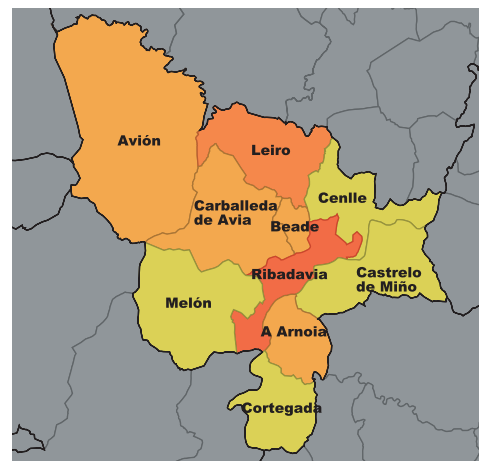 Avión
Leiro
Carballeda
de Avia
Cenlle
Beade
Ribadavia
Castrelo
de Miño
Melón
A Arnoia
Cortegada